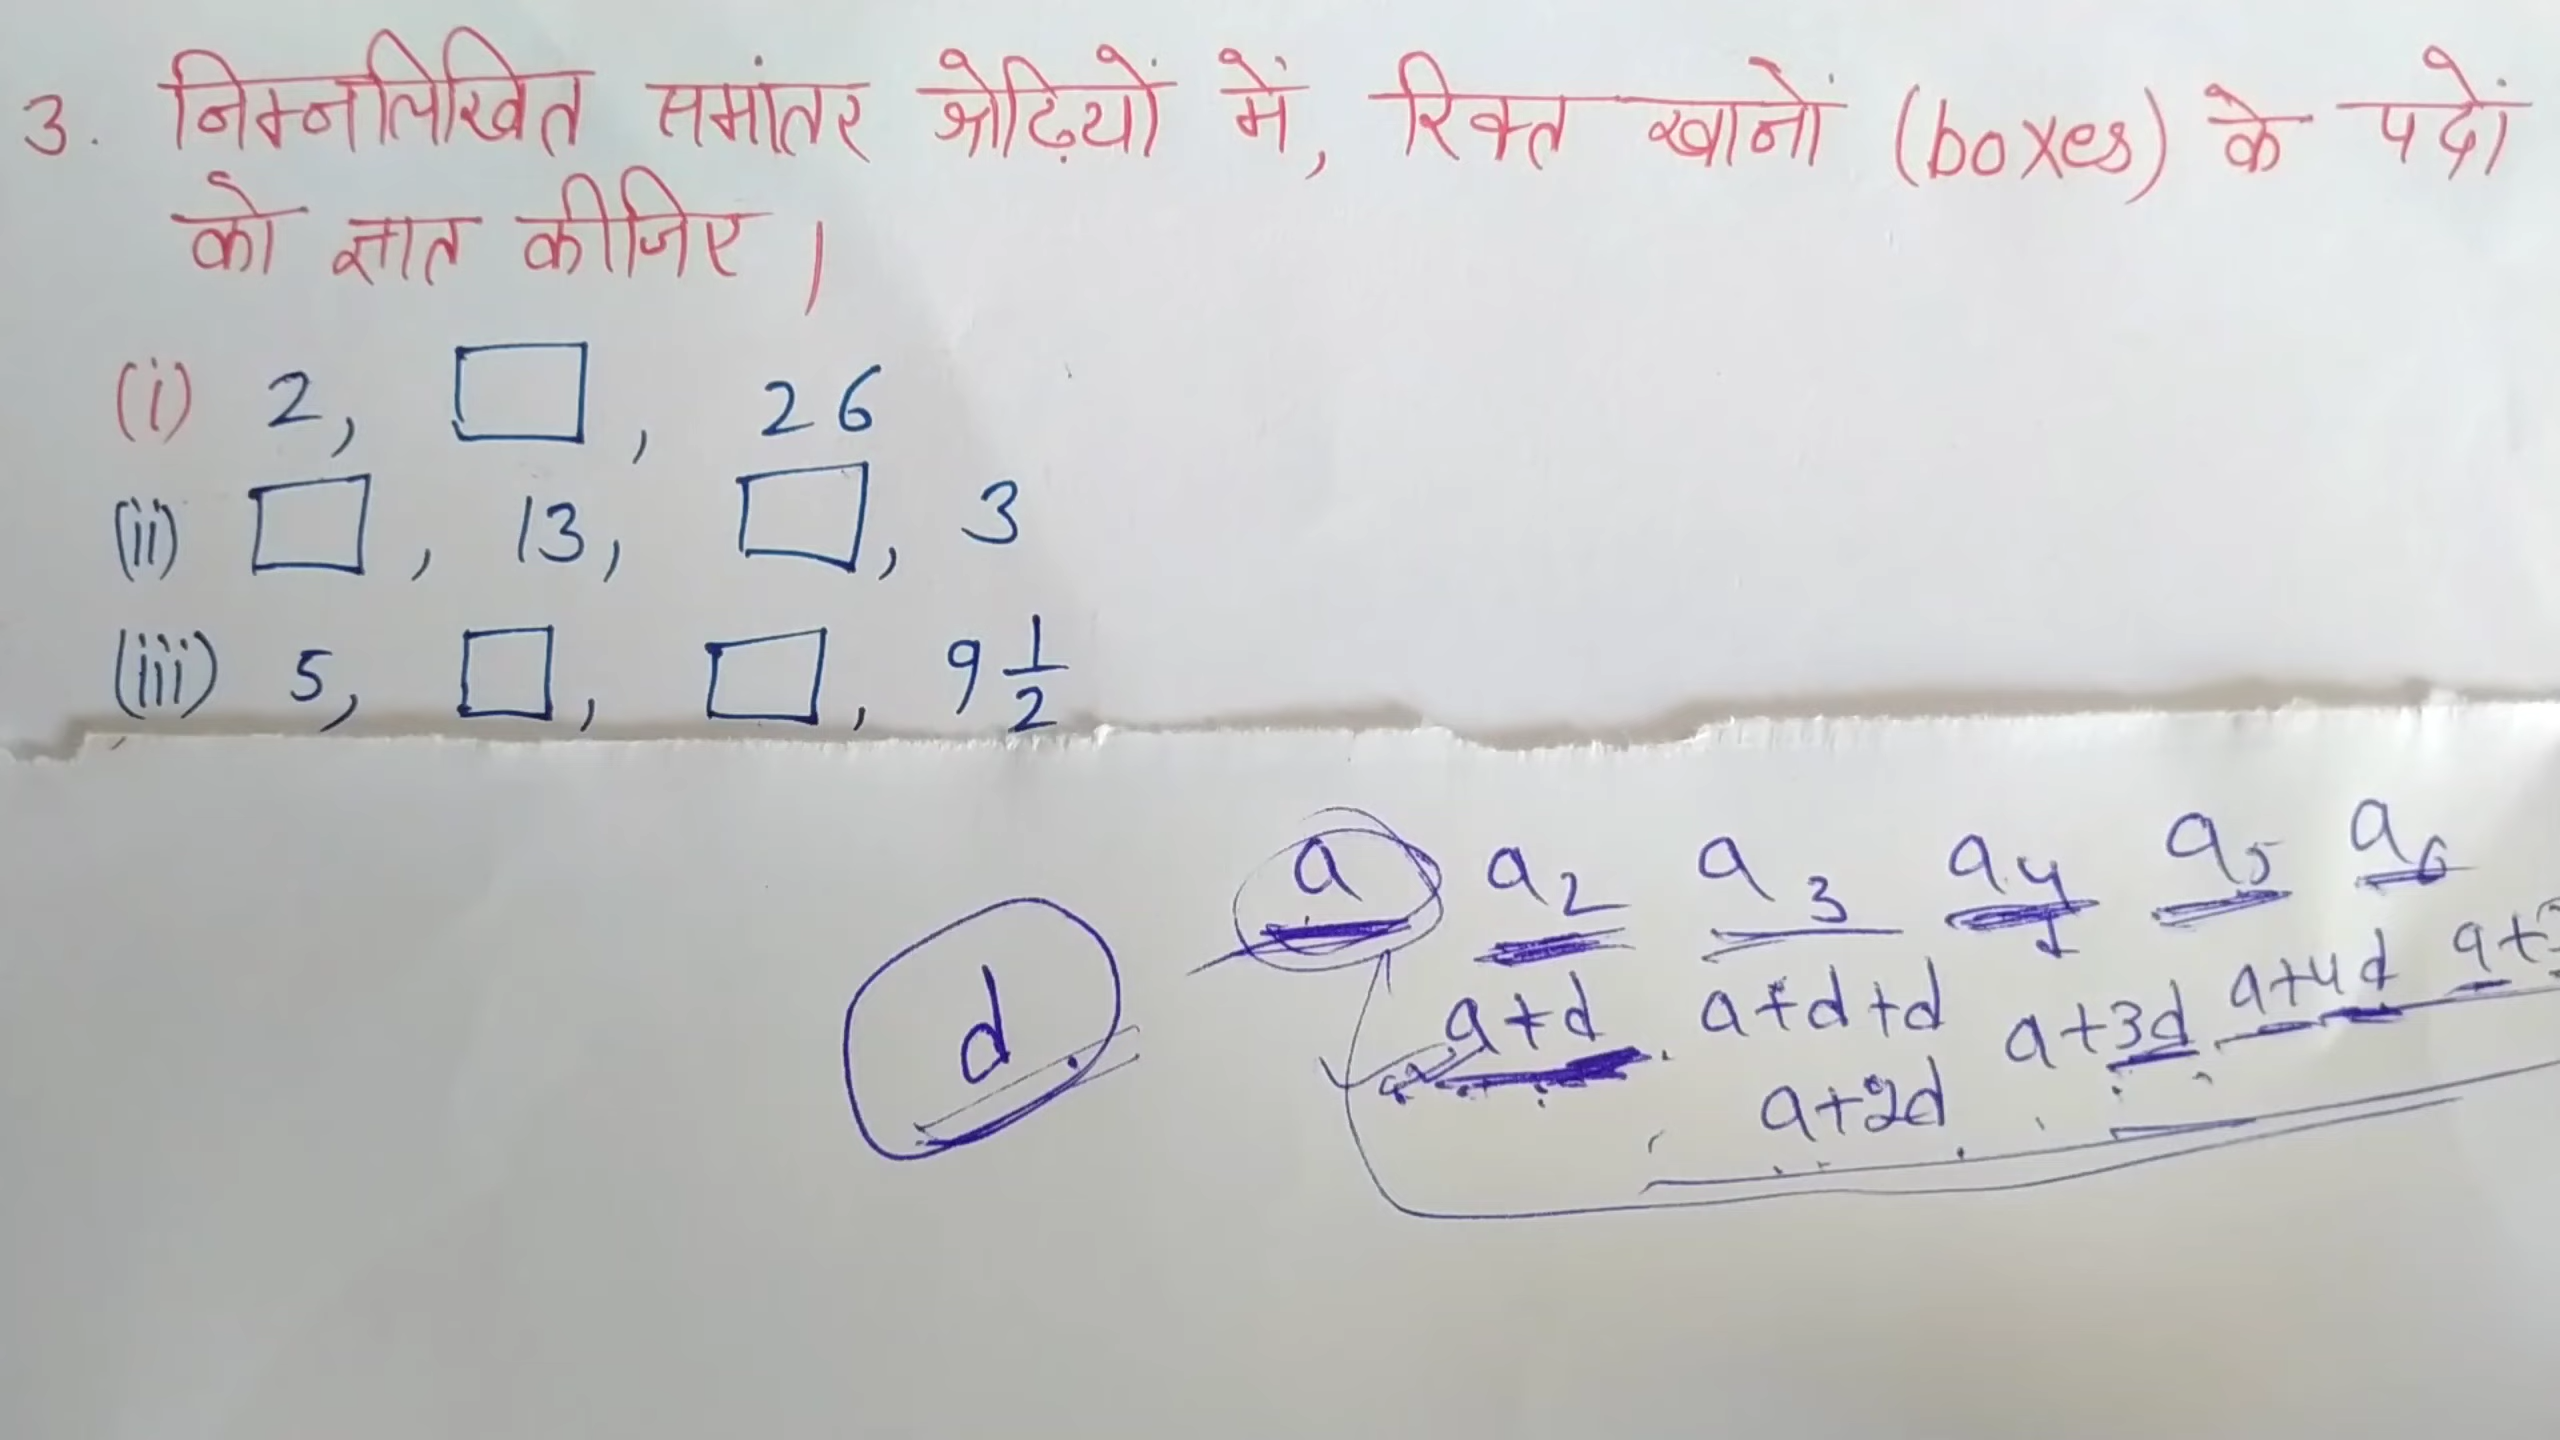 3. निम्नलिखित समांतर श्रेढ़ियों में, रिक्त खानों (boxes) के पदों
को ज्ञात कीजिए।
(i) 2, □, 26
(ii) □, 13, □, 3
(iii) 5, □, □, 9 1/2
a a2 a3 a4 a5 a6
d a+d a+d+d a+3d a+4d
a+2d